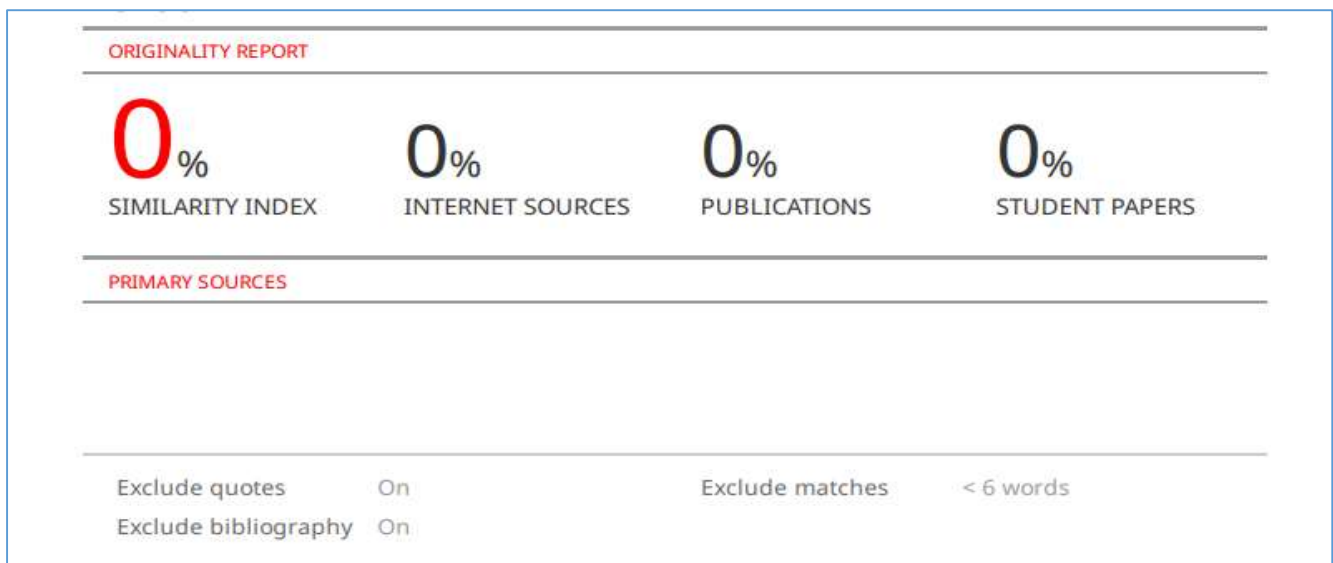 ORIGINALITY REPORT
0% 0% 0% 0%
SIMILARITY INDEX INTERNET SOURCES PUBLICATIONS STUDENT PAPERS
PRIMARY SOURCES
Exclude quotes On Exclude matches < 6 words
Exclude bibliography On